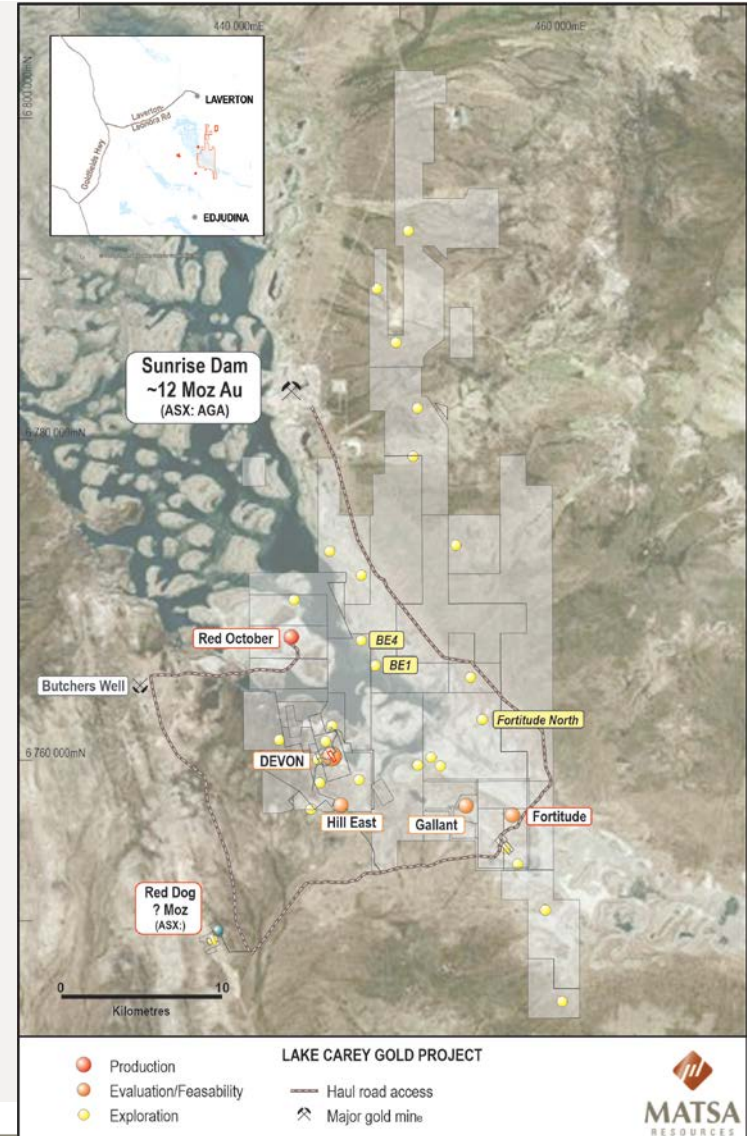 440 000mE
460 000mE
6 800 000mN
LAVERTON
Laverton-
Leonora Rd
Goldfields Hwy
EDJUDINA
Sunrise Dam
~12 Moz Au
(ASX: AGA)
6 780 000mN
Red October
BE4
BE1
Butchers Well
Fortitude North
6 760 000mN
DEVON
Hill East
Gallant
Fortitude
Red Dog
? Moz
(ASX:)
0 10
Kilometres
LAKE CAREY GOLD PROJECT
Production
Evaluation/Feasability
Exploration
Haul road access
Major gold mine
MATSA
RESOURCES